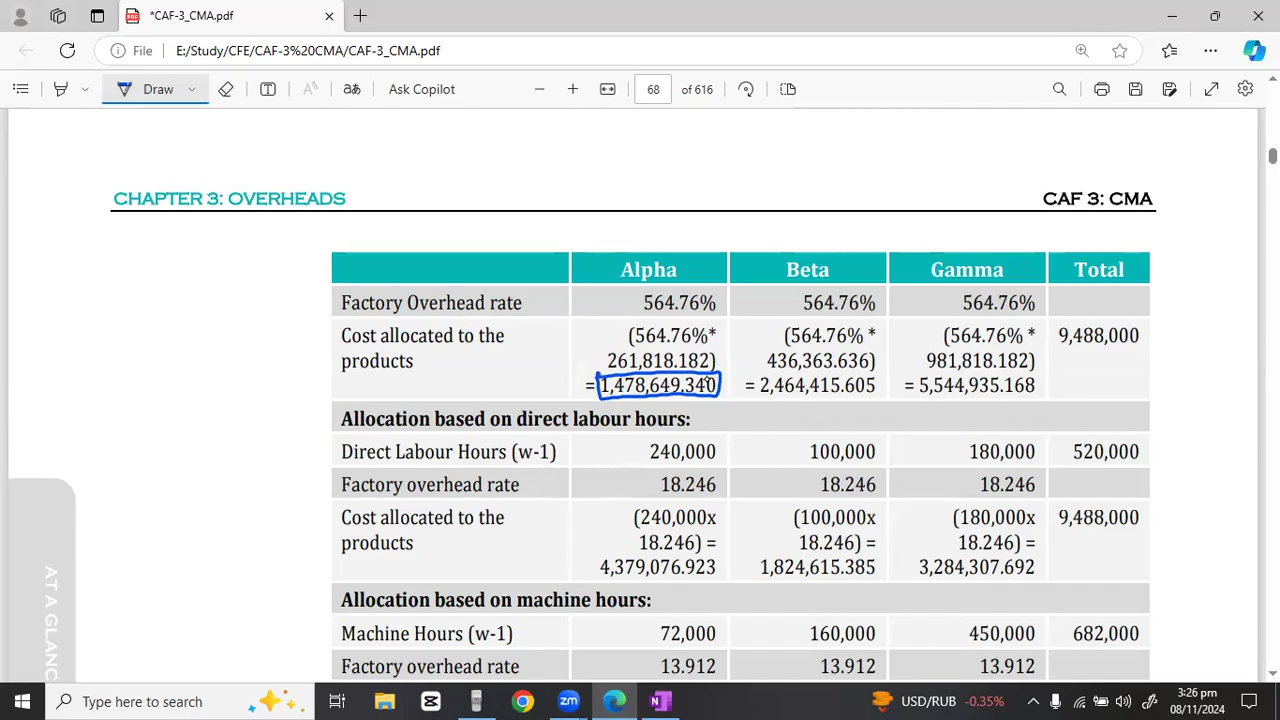 *CAF-3_CMA.pdf
File E:/Study/CFE/CAF-3%20CMA/CAF-3_CMA.pdf
Draw Ask Copilot 68 of 616
CHAPTER 3: OVERHEADS CAF 3: CMA
Alpha Beta Gamma Total
Factory Overhead rate 564.76% 564.76% 564.76%
Cost allocated to the (564.76%* (564.76% * (564.76% * 9,488,000
products 261,818.182) 436,363.636) 981,818.182)
= 1,478,649.340 = 2,464,415.605 = 5,544,935.168
Allocation based on direct labour hours:
Direct Labour Hours (w-1) 240,000 100,000 180,000 520,000
Factory overhead rate 18.246 18.246 18.246
Cost allocated to the (240,000x (100,000x (180,000x 9,488,000
products 18.246) = 18.246) = 18.246) =
4,379,076.923 1,824,615.385 3,284,307.692
Allocation based on machine hours:
Machine Hours (w-1) 72,000 160,000 450,000 682,000
Factory overhead rate 13.912 13.912 13.912
AT A GLANC
Type here to search USD/RUB -0.35% 3:26 pm
08/11/2024